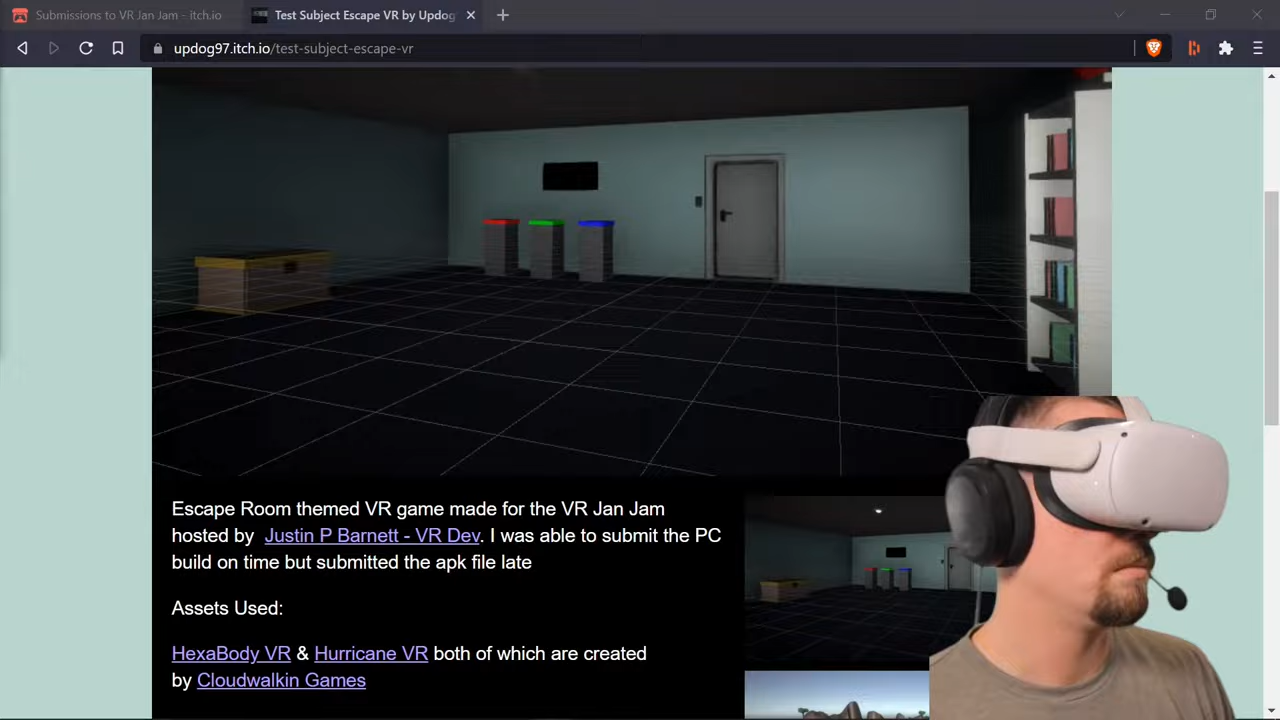 Submissions to VR Jan Jam - itch.io
Test Subject Escape VR by Updog
updog97.itch.io/test-subject-escape-vr
Escape Room themed VR game made for the VR Jan Jam
hosted by Justin P Barnett - VR Dev. I was able to submit the PC
build on time but submitted the apk file late
Assets Used:
HexaBody VR & Hurricane VR both of which are created
by Cloudwalkin Games